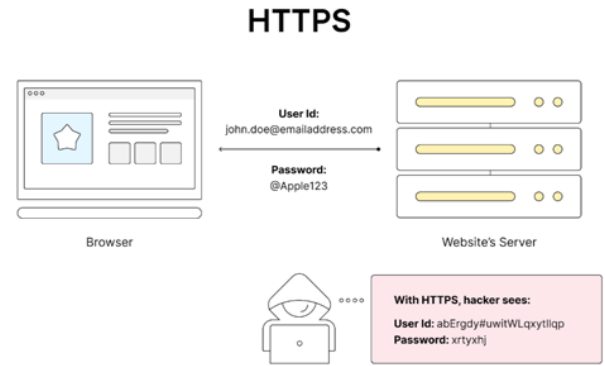 HTTPS
User Id:
john.doe@emailaddress.com
Password:
@Apple123
Browser
Website's Server
With HTTPS, hacker sees:
User Id: abErgdy#uwitWLqxytlIqp
Password: xrtyxhj